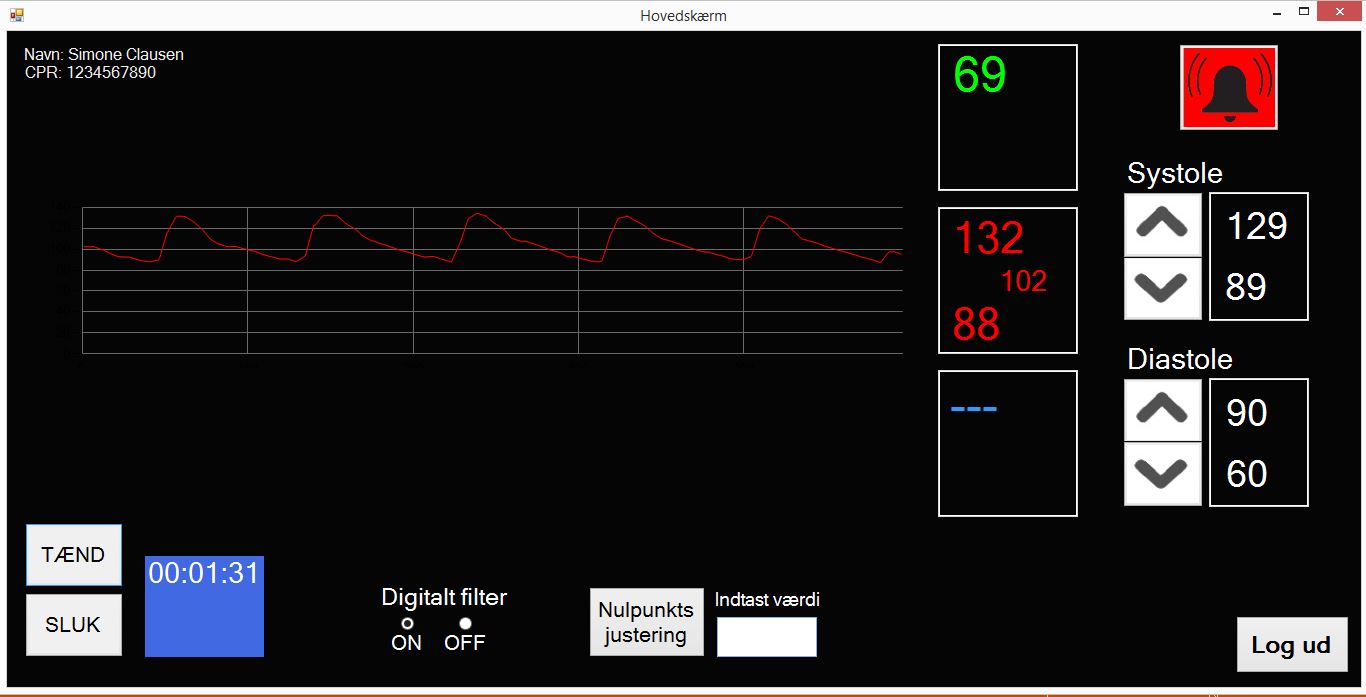 Hovedskærm
Navn: Simone Clausen
CPR: 1234567890
69
132
102
88
---
Systole
129
89
Diastole
90
60
TÆND
SLUK
00:01:31
Digitalt filter
ON OFF
Nulpunkts
justering
Indtast værdi
Log ud